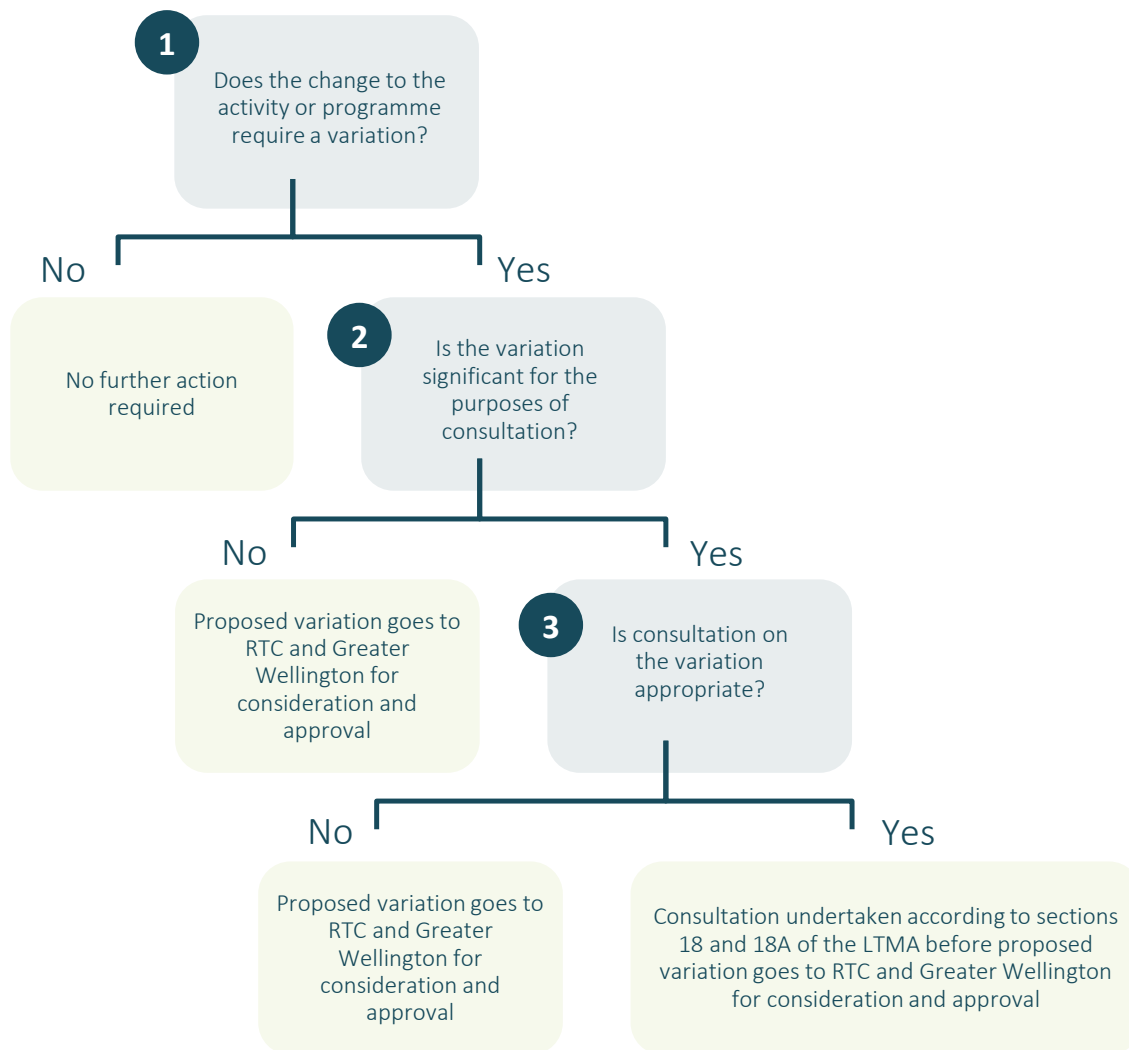 1
Does the change to the
activity or programme
require a variation?
No
Yes
No further action
required
2
Is the variation
significant for the
purposes of
consultation?
No
Yes
Proposed variation goes to
RTC and Greater
Wellington for
consideration and
approval
3
Is consultation on
the variation
appropriate?
No
Yes
Proposed variation goes to
RTC and Greater
Wellington for
consideration and
approval
Consultation undertaken according to sections
18 and 18A of the LTMA before proposed
variation goes to RTC and Greater Wellington
for consideration and approval